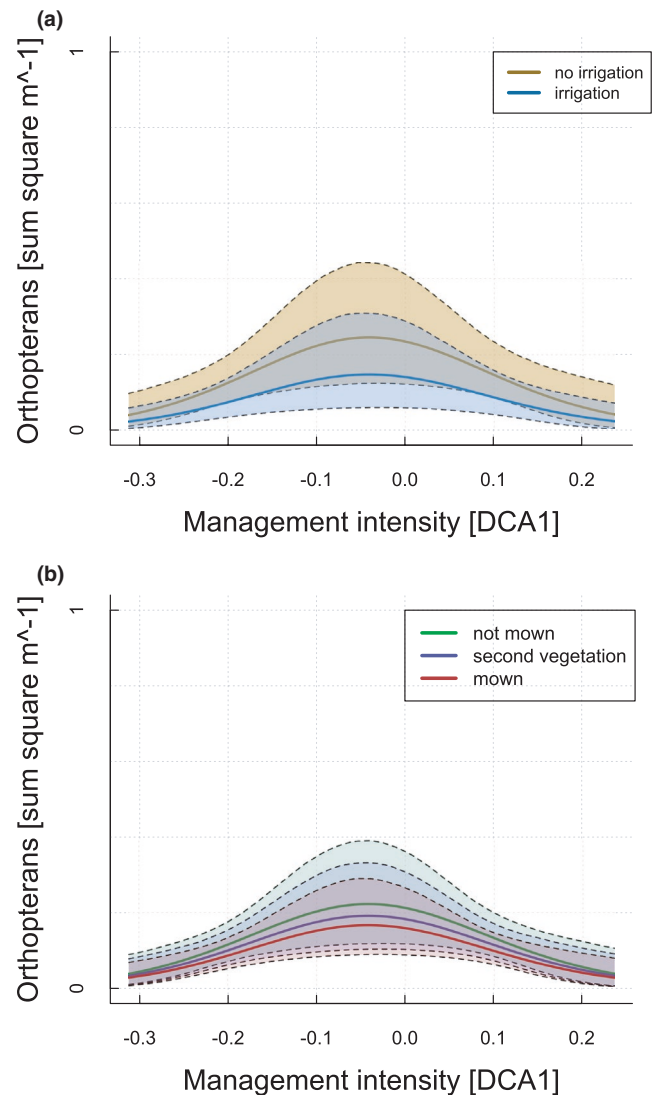 (a)
1
no irrigation
irrigation
Orthopterans [sum square m^-1]
0
-0.3 -0.2 -0.1 0.0 0.1 0.2
Management intensity [DCA1]
(b)
1
not mown
second vegetation
mown
Orthopterans [sum square m^-1]
0
-0.3 -0.2 -0.1 0.0 0.1 0.2
Management intensity [DCA1]